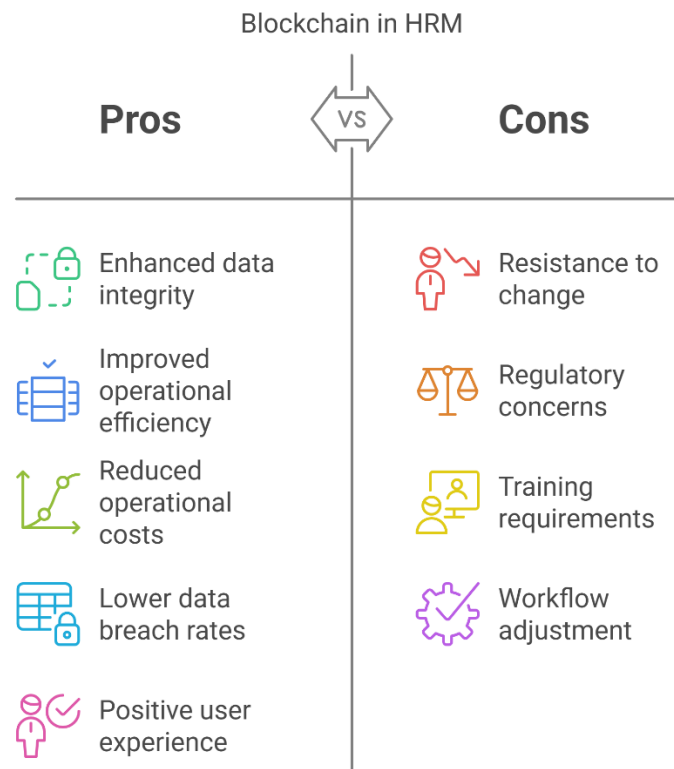 Blockchain in HRM
Pros
VS
Cons
Enhanced data
integrity
Improved
operational
efficiency
Reduced
operational
costs
Lower data
breach rates
Positive user
experience
Resistance to
change
Regulatory
concerns
Training
requirements
Workflow
adjustment